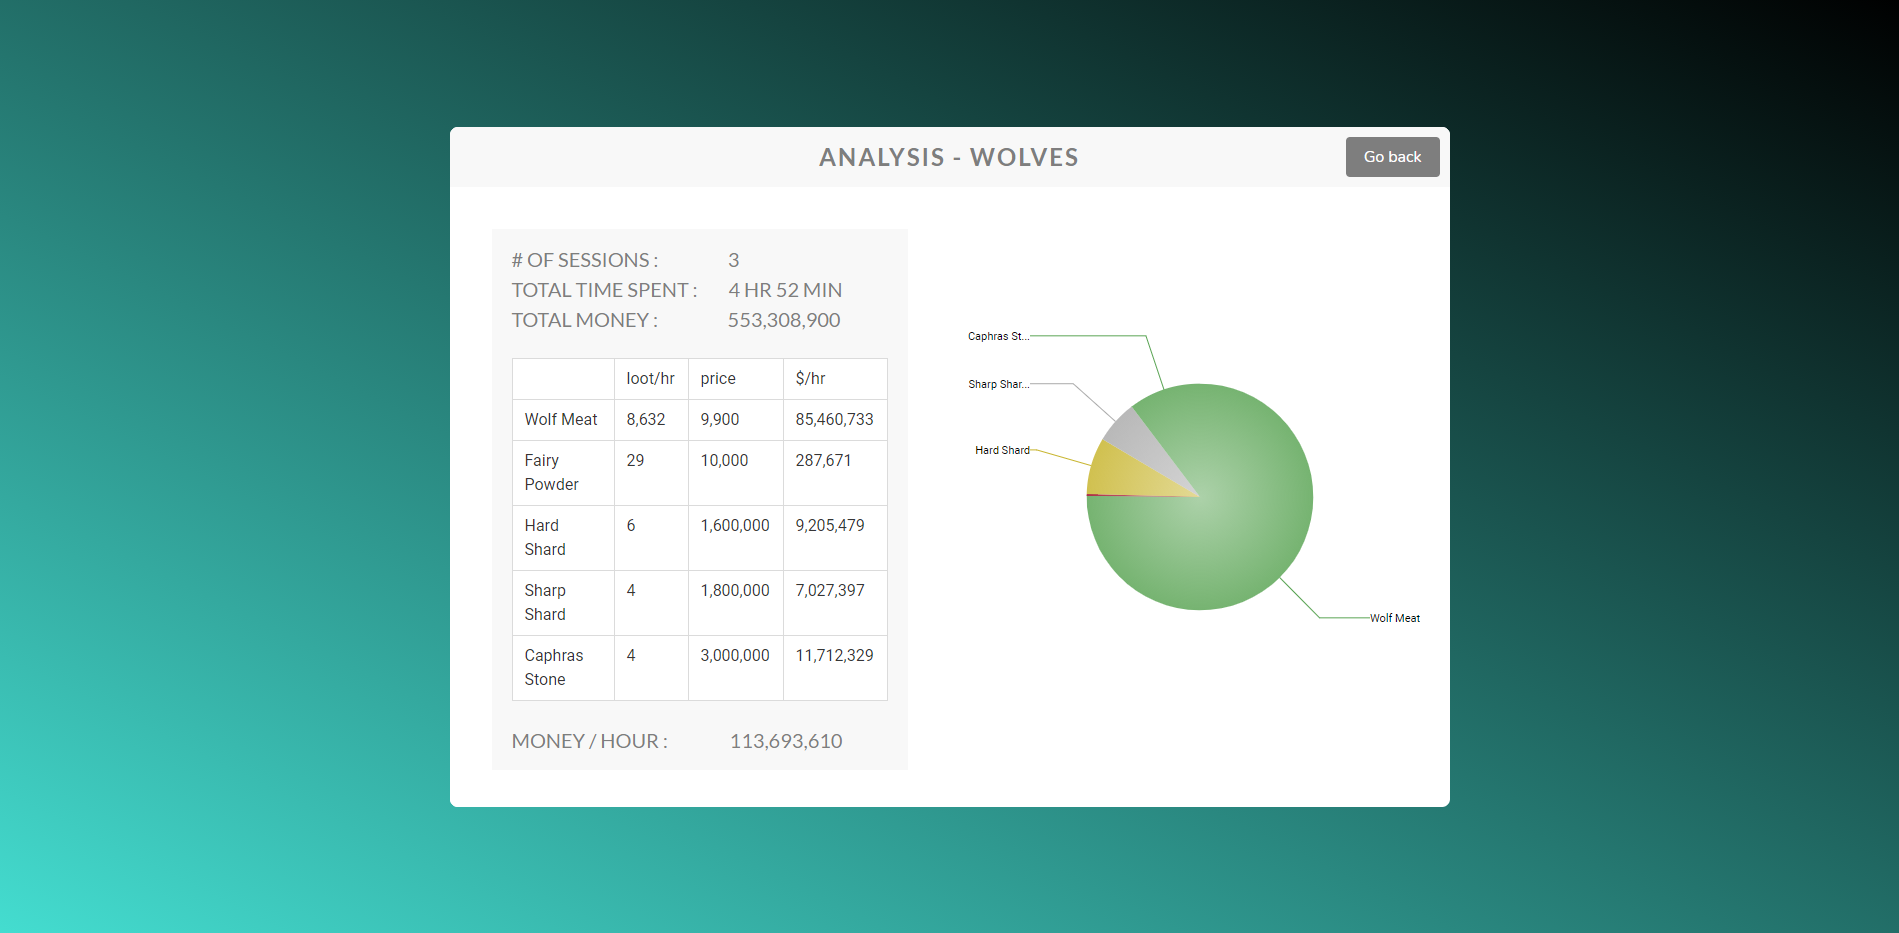 ANALYSIS - WOLVES
Go back
# OF SESSIONS : 3
TOTAL TIME SPENT : 4 HR 52 MIN
TOTAL MONEY : 553,308,900
loot/hr price $/hr
Wolf Meat 8,632 9,900 85,460,733
Fairy Powder 29 10,000 287,671
Hard Shard 6 1,600,000 9,205,479
Sharp Shard 4 1,800,000 7,027,397
Caphras Stone 4 3,000,000 11,712,329
MONEY / HOUR : 113,693,610
Caphras St...
Sharp Shar...
Hard Shard
Wolf Meat